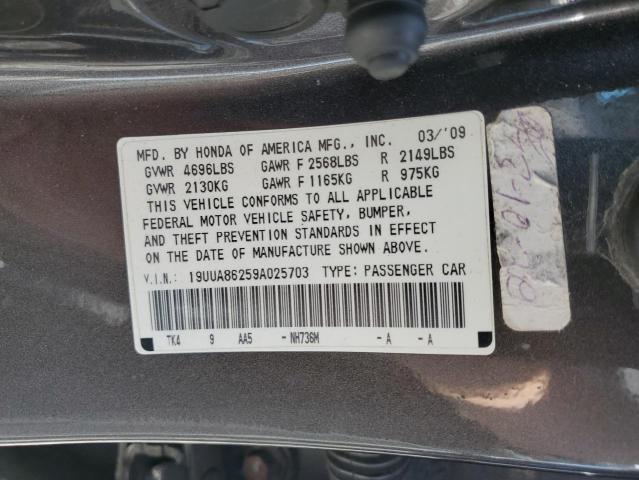 MFD. BY HONDA OF AMERICA MFG., INC. 03/'09
GVWR 4696LBS GAWR F 2568LBS R 2149LBS
GVWR 2130KG GAWR F 1165KG R 975KG
THIS VEHICLE CONFORMS TO ALL APPLICABLE
FEDERAL MOTOR VEHICLE SAFETY, BUMPER,
AND THEFT PREVENTION STANDARDS IN EFFECT
ON THE DATE OF MANUFACTURE SHOWN ABOVE.
V.I.N.: 19UUA86259A025703 TYPE: PASSENGER CAR
TK4 9 AA5 -NH736M -A -A